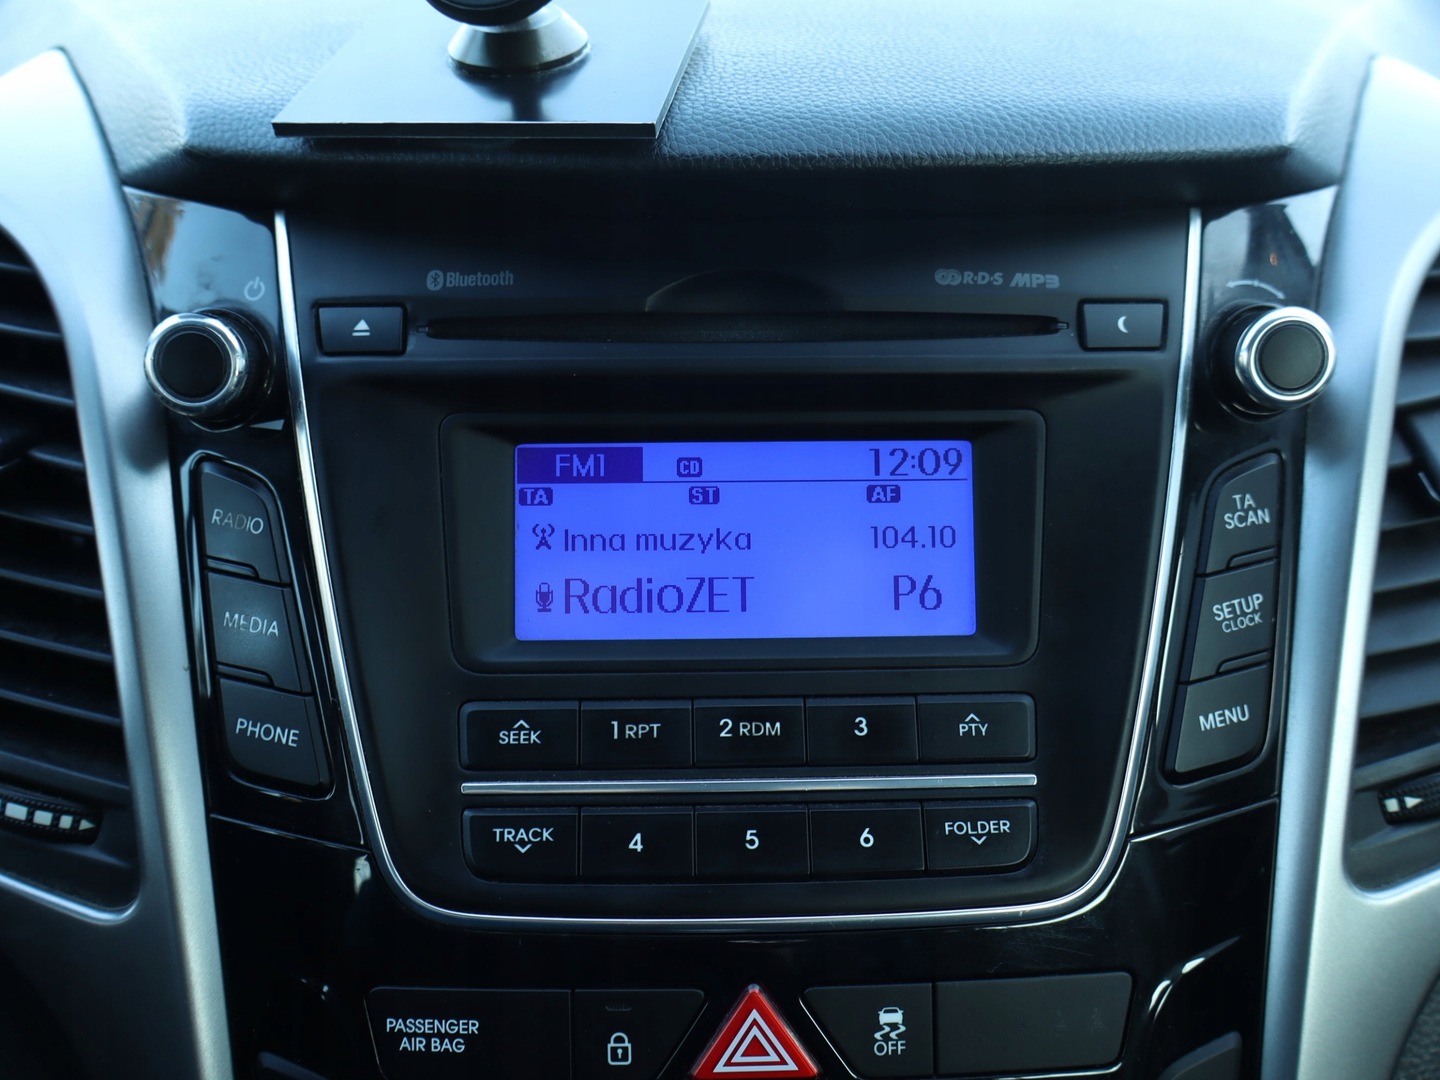 Bluetooth
R·D·S MP3
FM1 CD 12:09
TA ST AF
Inna muzyka 104.10
RadioZET P6
RADIO
MEDIA
PHONE
TA SCAN
SETUP
CLOCK
MENU
SEEK 1 RPT 2 RDM 3 PTY
TRACK 4 5 6 FOLDER
PASSENGER
AIR BAG
OFF